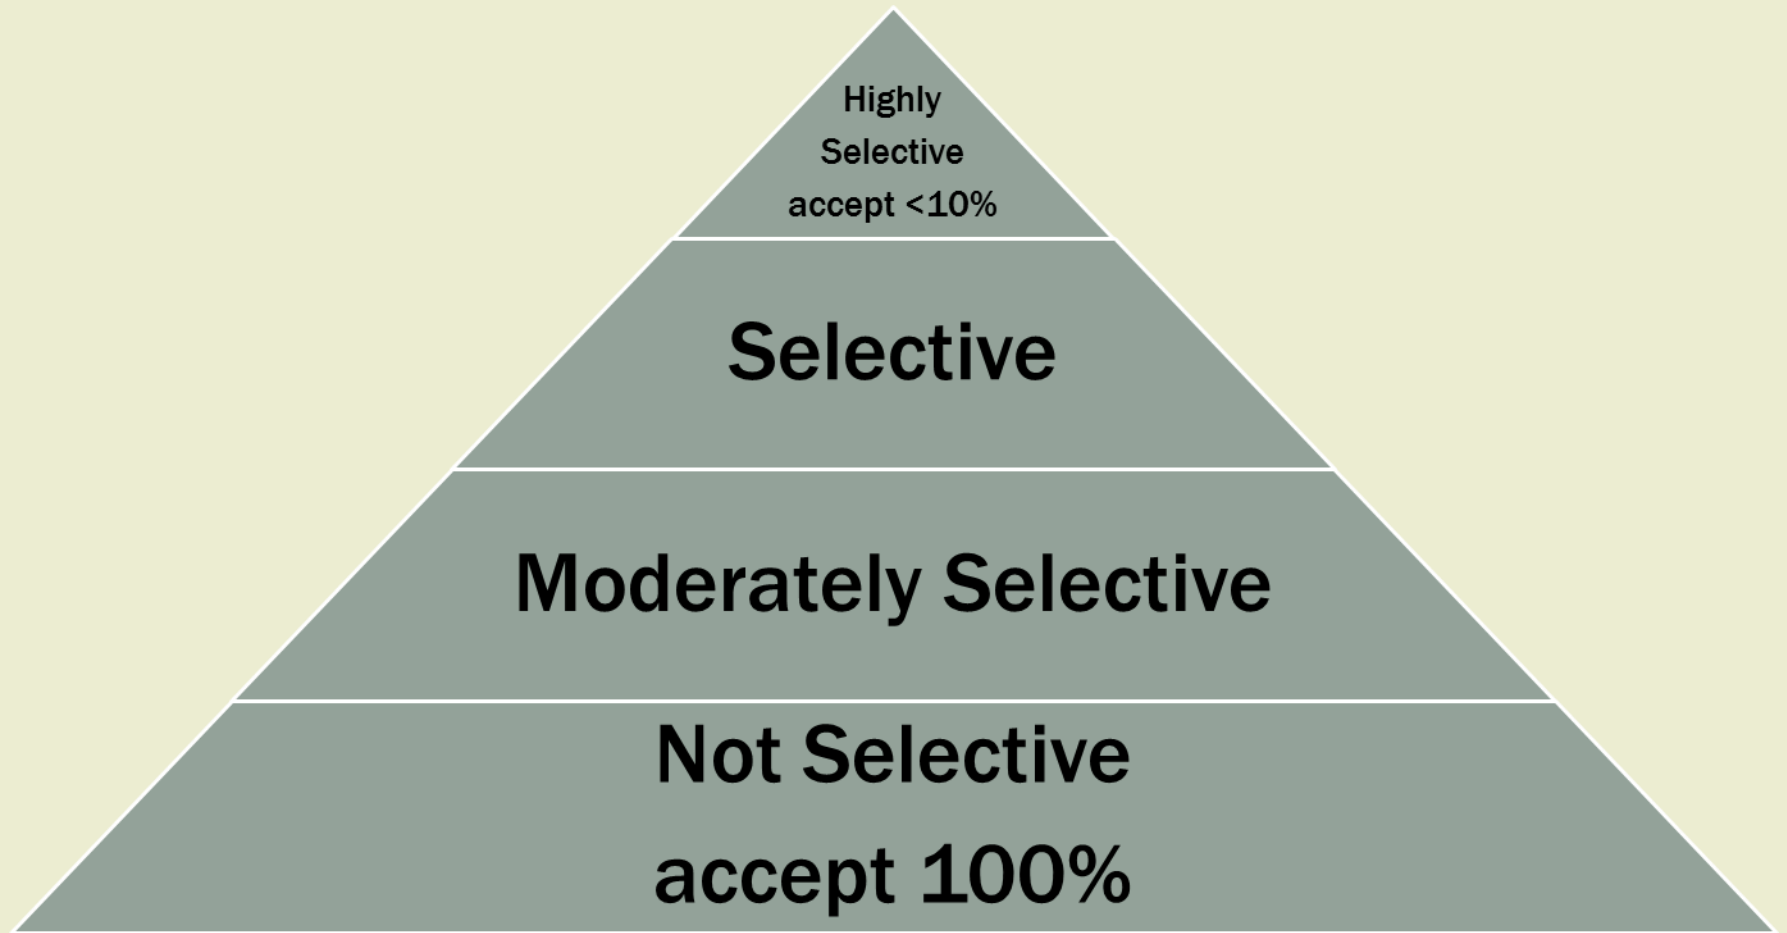 Highly
Selective
accept <10%
Selective
Moderately Selective
Not Selective
accept 100%